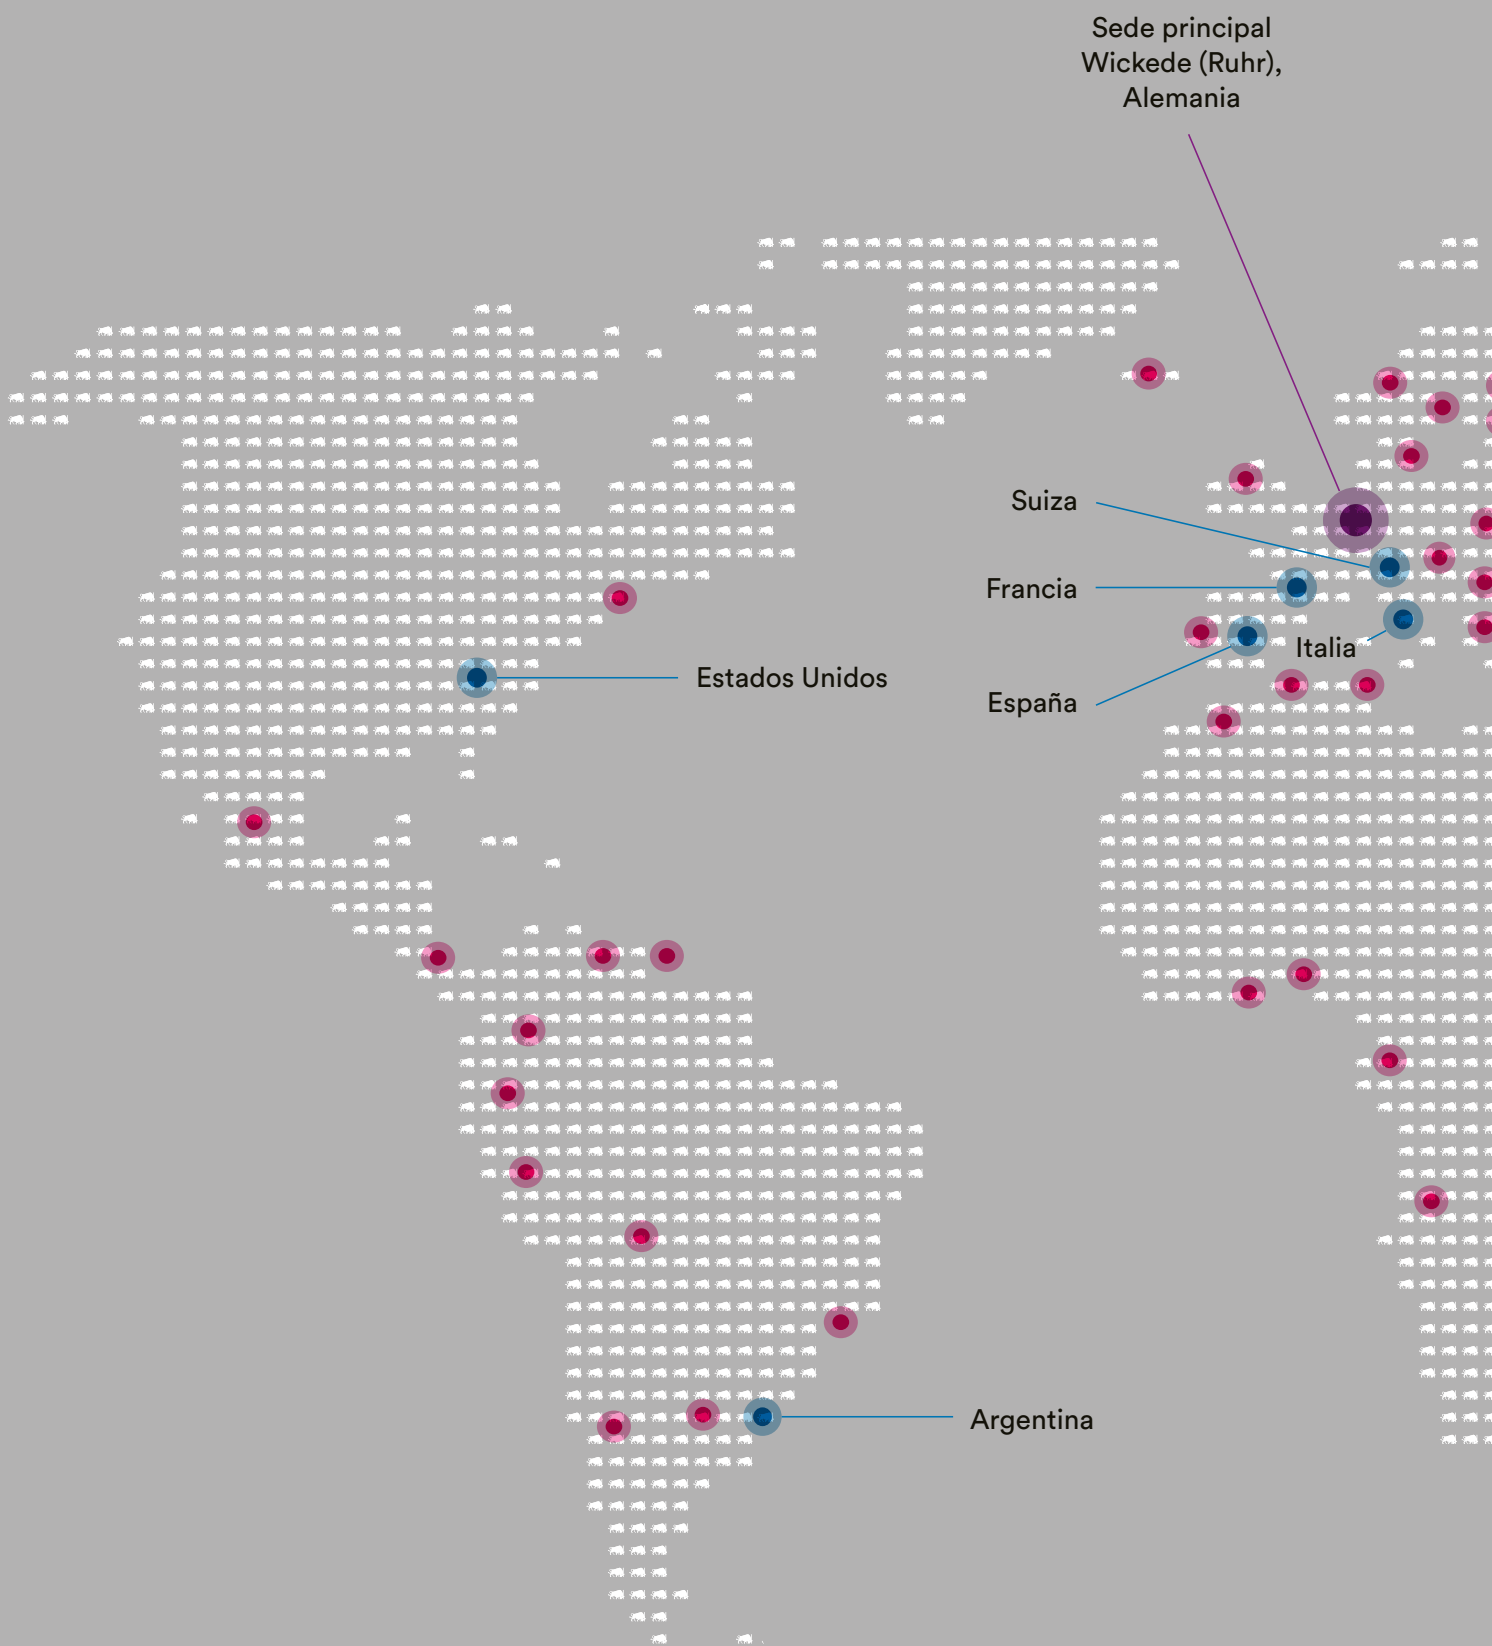 Sede principal
Wickede (Ruhr),
Alemania
Suiza
Francia
Italia
Estados Unidos
España
Argentina